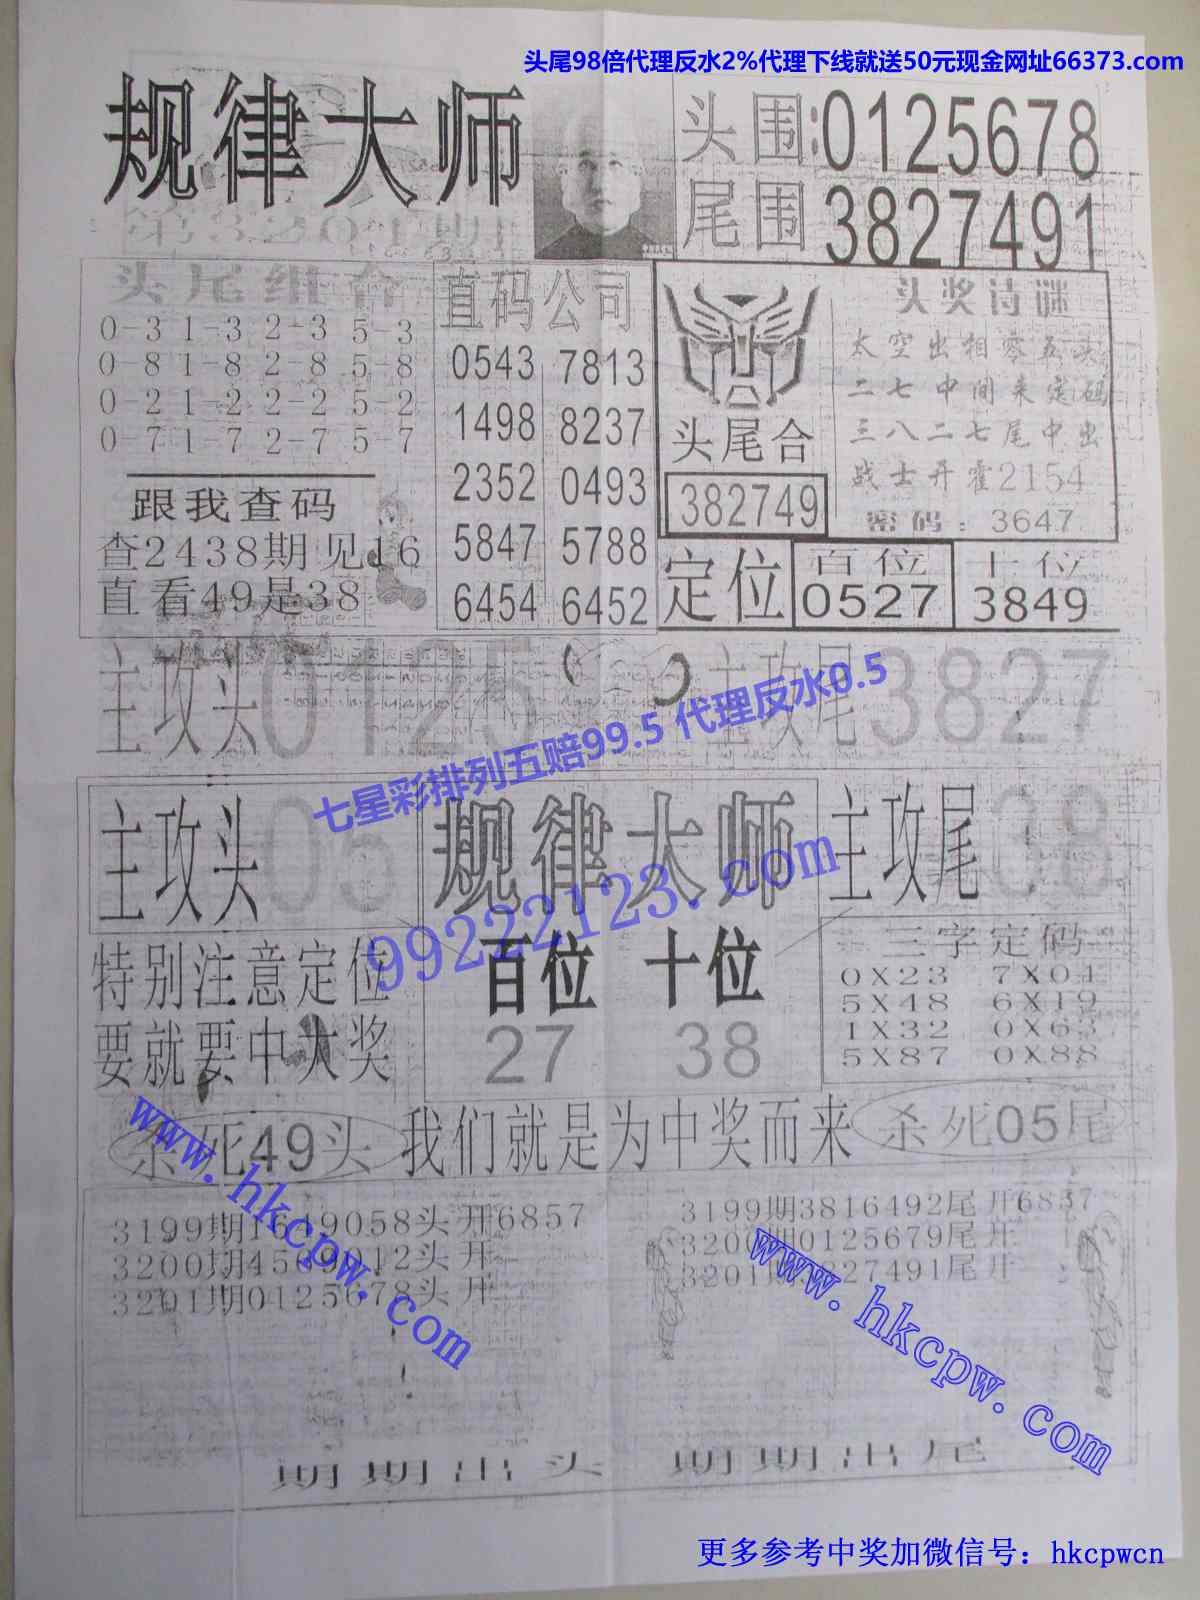 头尾98倍代理反水2%代理下线就送50元现金网址66373.com
规律大师
第3201期
头围:0125678
尾围3827491
头尾组合
0-3 1-3 2-3 5-3
0-8 1-8 2-8 5-8
0-2 1-2 2-2 5-2
0-7 1-7 2-7 5-7
跟我查码
查2438期见16
直看49是38
直码公司
0543 7813
1498 8237
2352 0493
5847 5788
6454 6452
头尾合
382749
头奖诗谜
太空出相零五头
二七中间来定码
三八二七尾中出
战士开霍2154
密码:3647
定位
百位
0527
十位
3849
主攻头0125
主攻尾3827
七星彩排列五赔99.5 代理反水0.5
主攻头05
规律大师
主攻尾38
99222123.com
特别注意定位
要就要中大奖
百位 十位
27 38
三字定码
0X23 7X01
5X48 6X19
1X32 0X63
5X87 0X88
杀死49头
我们就是为中奖而来
杀死05尾
www.hkcpw.com
www.hkcpw.com
3199期1649058头开6857
3200期4569012头开
3201期0125678头开
3199期3816492尾开6857
3200期0125679尾开
3201期3827491尾开
期期出头
期期出尾
更多参考中奖加微信号：hkcpwcn